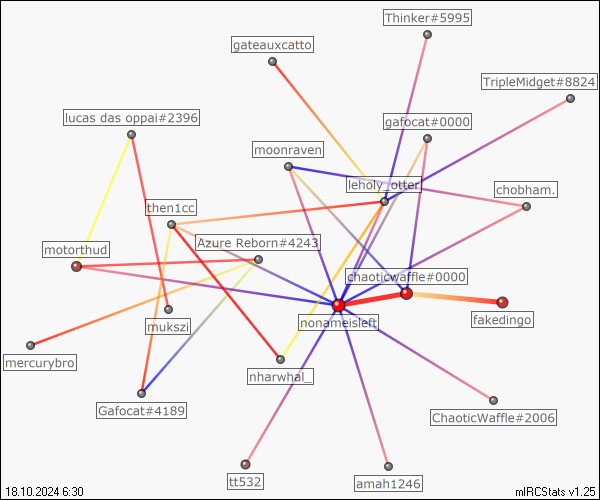 Thinker#5995
gateauxcatto
TripleMidget#8824
lucas das oppai#2396
gafocat#0000
moonraven
leholy_otter
chobham.
then1cc
Azure Reborn#4243
motorthud
chaoticwaffle#0000
mukszi
nonameisleft
fakedingo
mercurybro
nharwhal_
Gafocat#4189
ChaoticWaffle#2006
tt532
amah1246
18.10.2024 6:30
mIRCStats v1.25